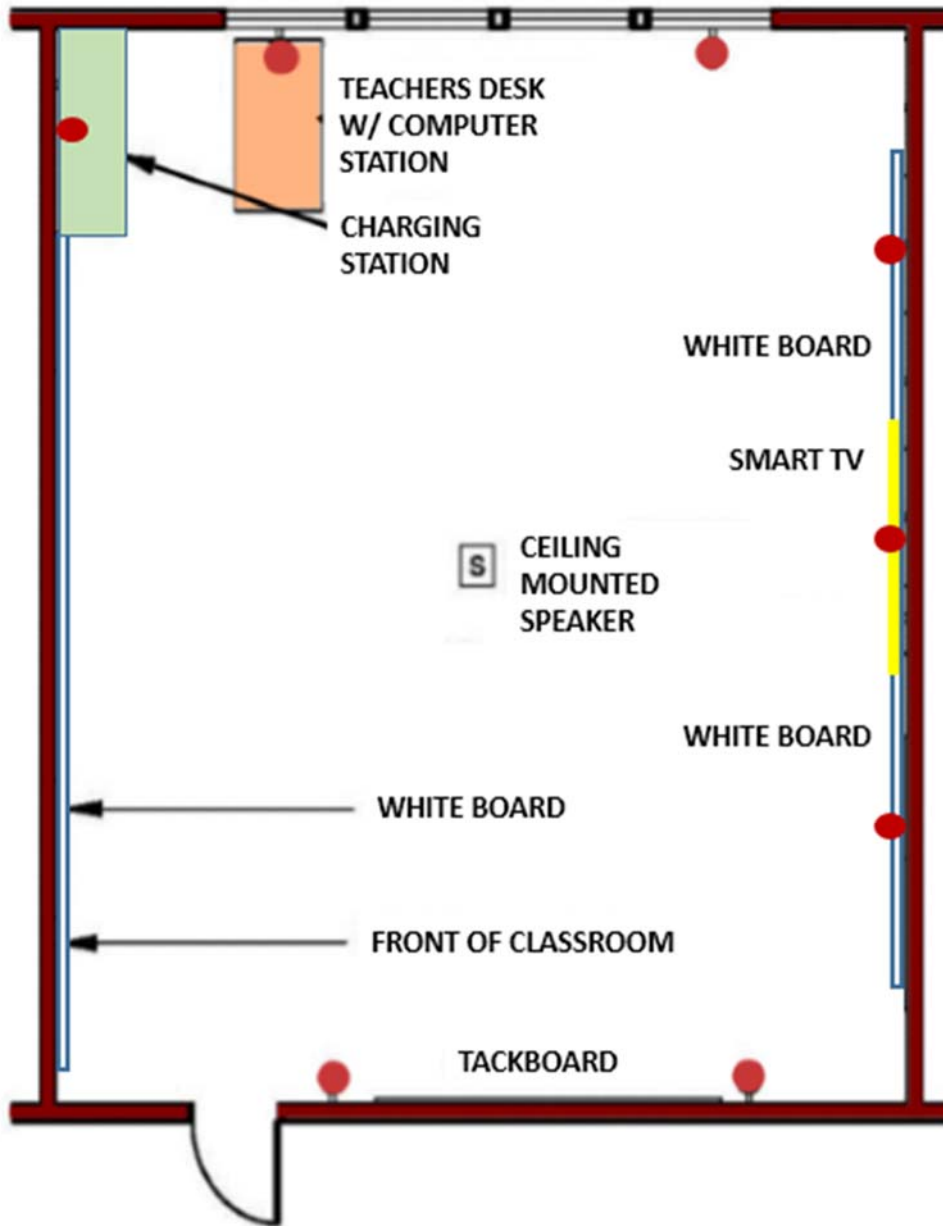 TEACHERS DESK
W/ COMPUTER
STATION
CHARGING
STATION
WHITE BOARD
SMART TV
S
CEILING
MOUNTED
SPEAKER
WHITE BOARD
WHITE BOARD
FRONT OF CLASSROOM
TACKBOARD